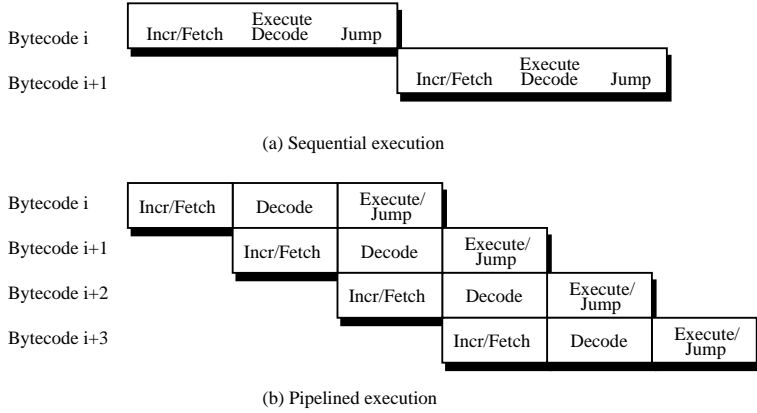 Bytecode i
Incr/Fetch
Execute
Decode
Jump
Bytecode i+1
Incr/Fetch
Execute
Decode
Jump
(a) Sequential execution
Bytecode i
Incr/Fetch
Decode
Execute/
Jump
Bytecode i+1
Incr/Fetch
Decode
Execute/
Jump
Bytecode i+2
Incr/Fetch
Decode
Execute/
Jump
Bytecode i+3
Incr/Fetch
Decode
Execute/
Jump
(b) Pipelined execution